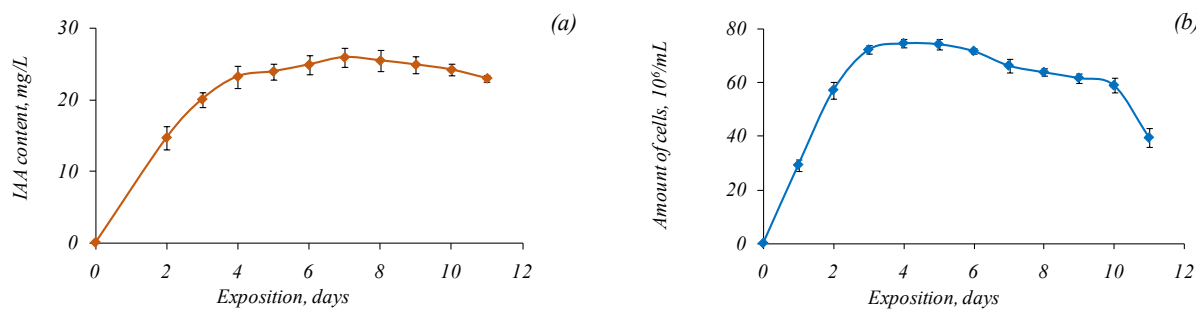 (a)
30
20
10
0
IAA content, mg/L
0 2 4 6 8 10 12
Exposition, days
(b)
80
60
40
20
0
Amount of cells, 10⁶/mL
0 2 4 6 8 10 12
Exposition, days